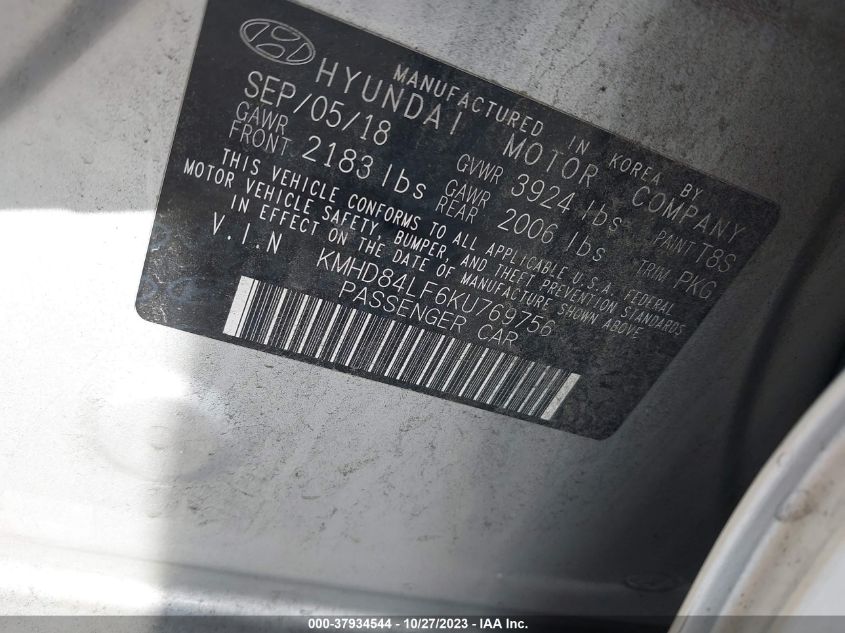 MANUFACTURED IN KOREA BY
HYUNDAI MOTOR COMPANY
SEP/05/18 GVWR 3924 lbs PAINT T8S
GAWR FRONT 2183 lbs GAWR REAR 2006 lbs TRIM PKG
THIS VEHICLE CONFORMS TO ALL APPLICABLE U.S.A. FEDERAL
MOTOR VEHICLE SAFETY, BUMPER, AND THEFT PREVENTION STANDARDS
IN EFFECT ON THE DATE OF MANUFACTURE SHOWN ABOVE
V.I.N KMHD84LF6KU769756
PASSENGER CAR
000-37934544 - 10/27/2023 - IAA Inc.